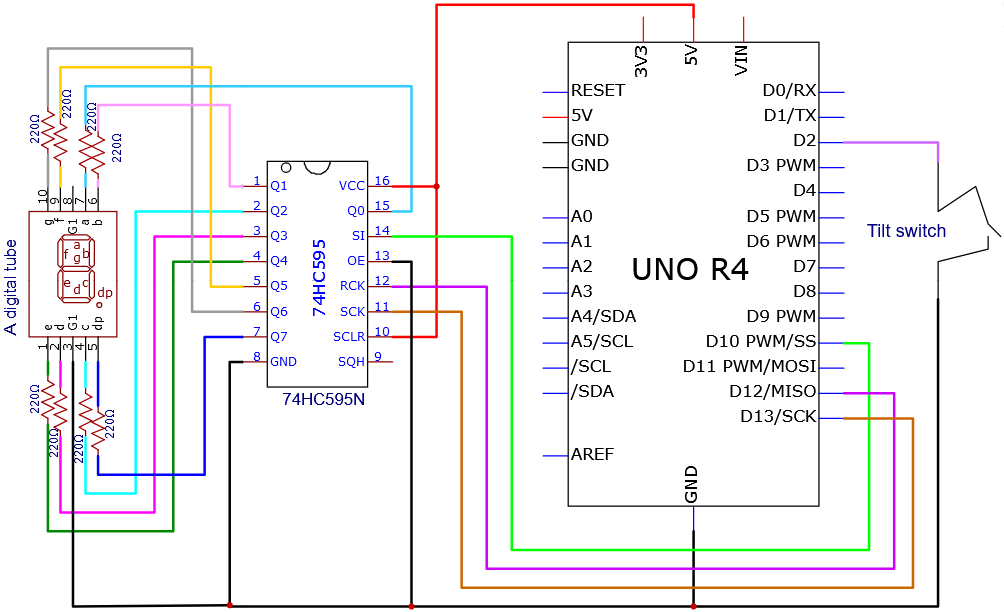 3V3
5V
VIN
RESET
5V
GND
GND
A0
A1
A2
A3
A4/SDA
A5/SCL
/SCL
/SDA
AREF
UNO R4
D0/RX
D1/TX
D2
D3 PWM
D4
D5 PWM
D6 PWM
D7
D8
D9 PWM
D10 PWM/SS
D11 PWM/MOSI
D12/MISO
D13/SCK
GND
Tilt switch
220Ω
220Ω
220Ω
220Ω
10
9
8
7
6
g
f
G1
a
b
a
f g b
e d c
dp
e
d
G1
c
dp
1
2
3
4
5
A digital tube
220Ω
220Ω
220Ω
220Ω
1 Q1
2 Q2
3 Q3
4 Q4
5 Q5
6 Q6
7 Q7
8 GND
74HC595
VCC 16
Q0 15
SI 14
OE 13
RCK 12
SCK 11
SCLR 10
SQH 9
74HC595N